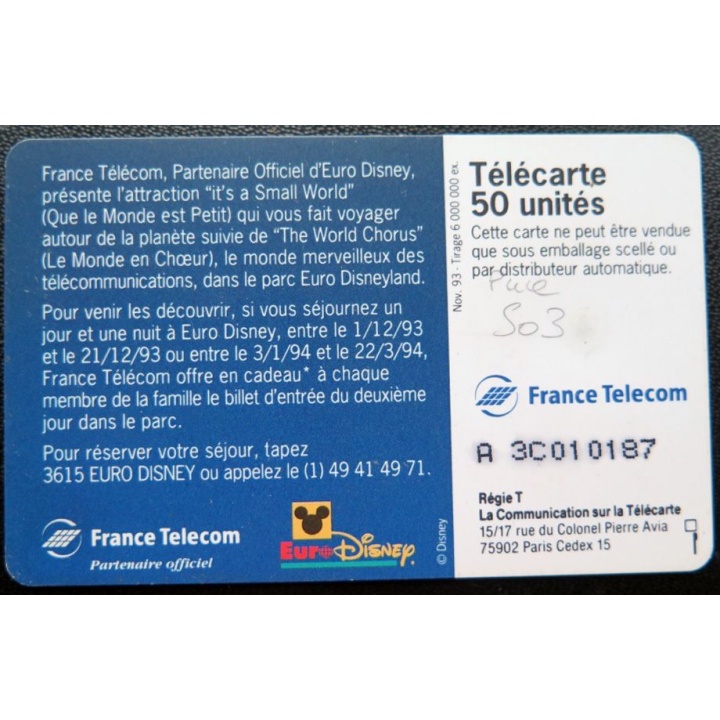 France Télécom, Partenaire Officiel d'Euro Disney,
présente l'attraction "it's a Small World"
(Que le Monde est Petit) qui vous fait voyager
autour de la planète suivie de "The World Chorus"
(Le Monde en Chœur), le monde merveilleux des
télécommunications, dans le parc Euro Disneyland.
Pour venir les découvrir, si vous séjournez un
jour et une nuit à Euro Disney, entre le 1/12/93
et le 21/12/93 ou entre le 3/1/94 et le 22/3/94,
France Télécom offre en cadeau* à chaque
membre de la famille le billet d'entrée du deuxième
jour dans le parc.
Pour réserver votre séjour, tapez
3615 EURO DISNEY ou appelez le (1) 49 41 49 71.
France Telecom
Partenaire officiel
Euro Disney.
© Disney
Nov. 93 - Tirage 6 000 000 ex.
Télécarte
50 unités
Cette carte ne peut être vendue
que sous emballage scellé ou
par distributeur automatique.
Puce
503
France Telecom
A 3C010187
Régie T
La Communication sur la Télécarte
15/17 rue du Colonel Pierre Avia
75902 Paris Cedex 15